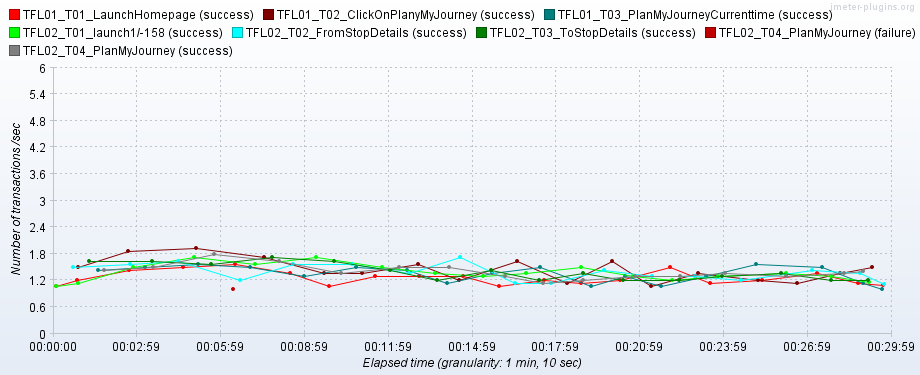 jmeter-plugins.org
TFL01_T01_LaunchHomepage (success) TFL01_T02_ClickOnPlanyMyJourney (success) TFL01_T03_PlanMyJourneyCurrenttime (success)
TFL02_T01_launch1/-158 (success) TFL02_T02_FromStopDetails (success) TFL02_T03_ToStopDetails (success) TFL02_T04_PlanMyJourney (failure)
TFL02_T04_PlanMyJourney (success)
6
5.4
4.8
4.2
3.6
3
2.4
1.8
1.2
0.6
0
Number of transactions /sec
00:00:00 00:02:59 00:05:59 00:08:59 00:11:59 00:14:59 00:17:59 00:20:59 00:23:59 00:26:59 00:29:59
Elapsed time (granularity: 1 min, 10 sec)